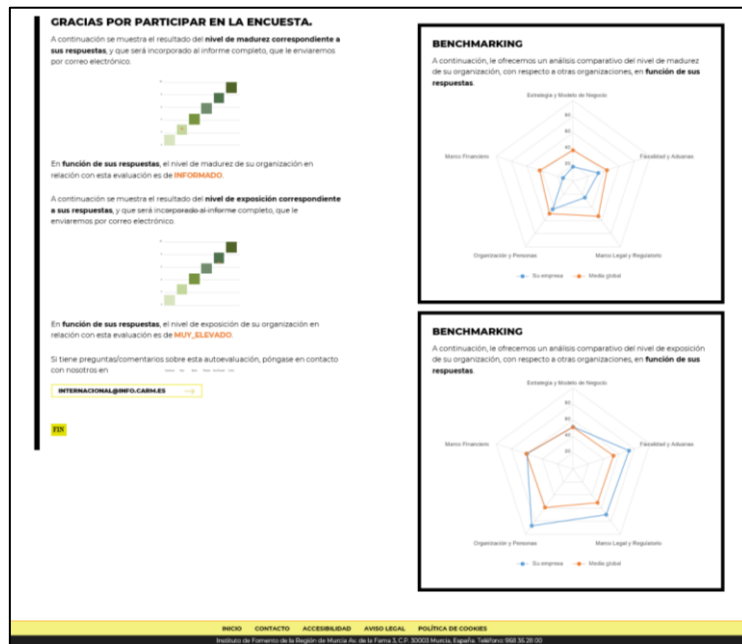 GRACIAS POR PARTICIPAR EN LA ENCUESTA.
A continuación se muestra el resultado del nivel de madurez correspondiente a
sus respuestas, y que será incorporado al informe completo, que le enviaremos
por correo electrónico.
En función de sus respuestas, el nivel de madurez de su organización en
relación con esta evaluación es de INFORMADO.
A continuación se muestra el resultado del nivel de exposición correspondiente
a sus respuestas, y que será incorporado al informe completo, que le
enviaremos por correo electrónico.
En función de sus respuestas, el nivel de exposición de su organización en
relación con esta evaluación es de MUY_ELEVADO.
Si tiene preguntas/comentarios sobre esta autoevaluación, póngase en contacto
con nosotros en
INTERNACIONAL@INFO.CARM.ES
FIN
BENCHMARKING
A continuación, le ofrecemos un análisis comparativo del nivel de madurez
de su organización, con respecto a otras organizaciones, en función de sus
respuestas
Estrategia y Modelo de Negocio
80
60
40
20
Marco Financiero
Fiscalidad y Aduanas
Organización y Personas
Marco Legal y Regulatorio
Su empresa
Media global
BENCHMARKING
A continuación, le ofrecemos un análisis comparativo del nivel de exposición
de su organización, con respecto a otras organizaciones, en función de sus
respuestas
Estrategia y Modelo de Negocio
80
60
40
20
Marco Financiero
Fiscalidad y Aduanas
Organización y Personas
Marco Legal y Regulatorio
Su empresa
Media global
INICIO CONTACTO ACCESIBILIDAD AVISO LEGAL POLÍTICA DE COOKIES
Instituto de Fomento de la Región de Murcia Av. de la Fama 3, C.P. 30003 Murcia, España. Teléfono: 968 36 28 00